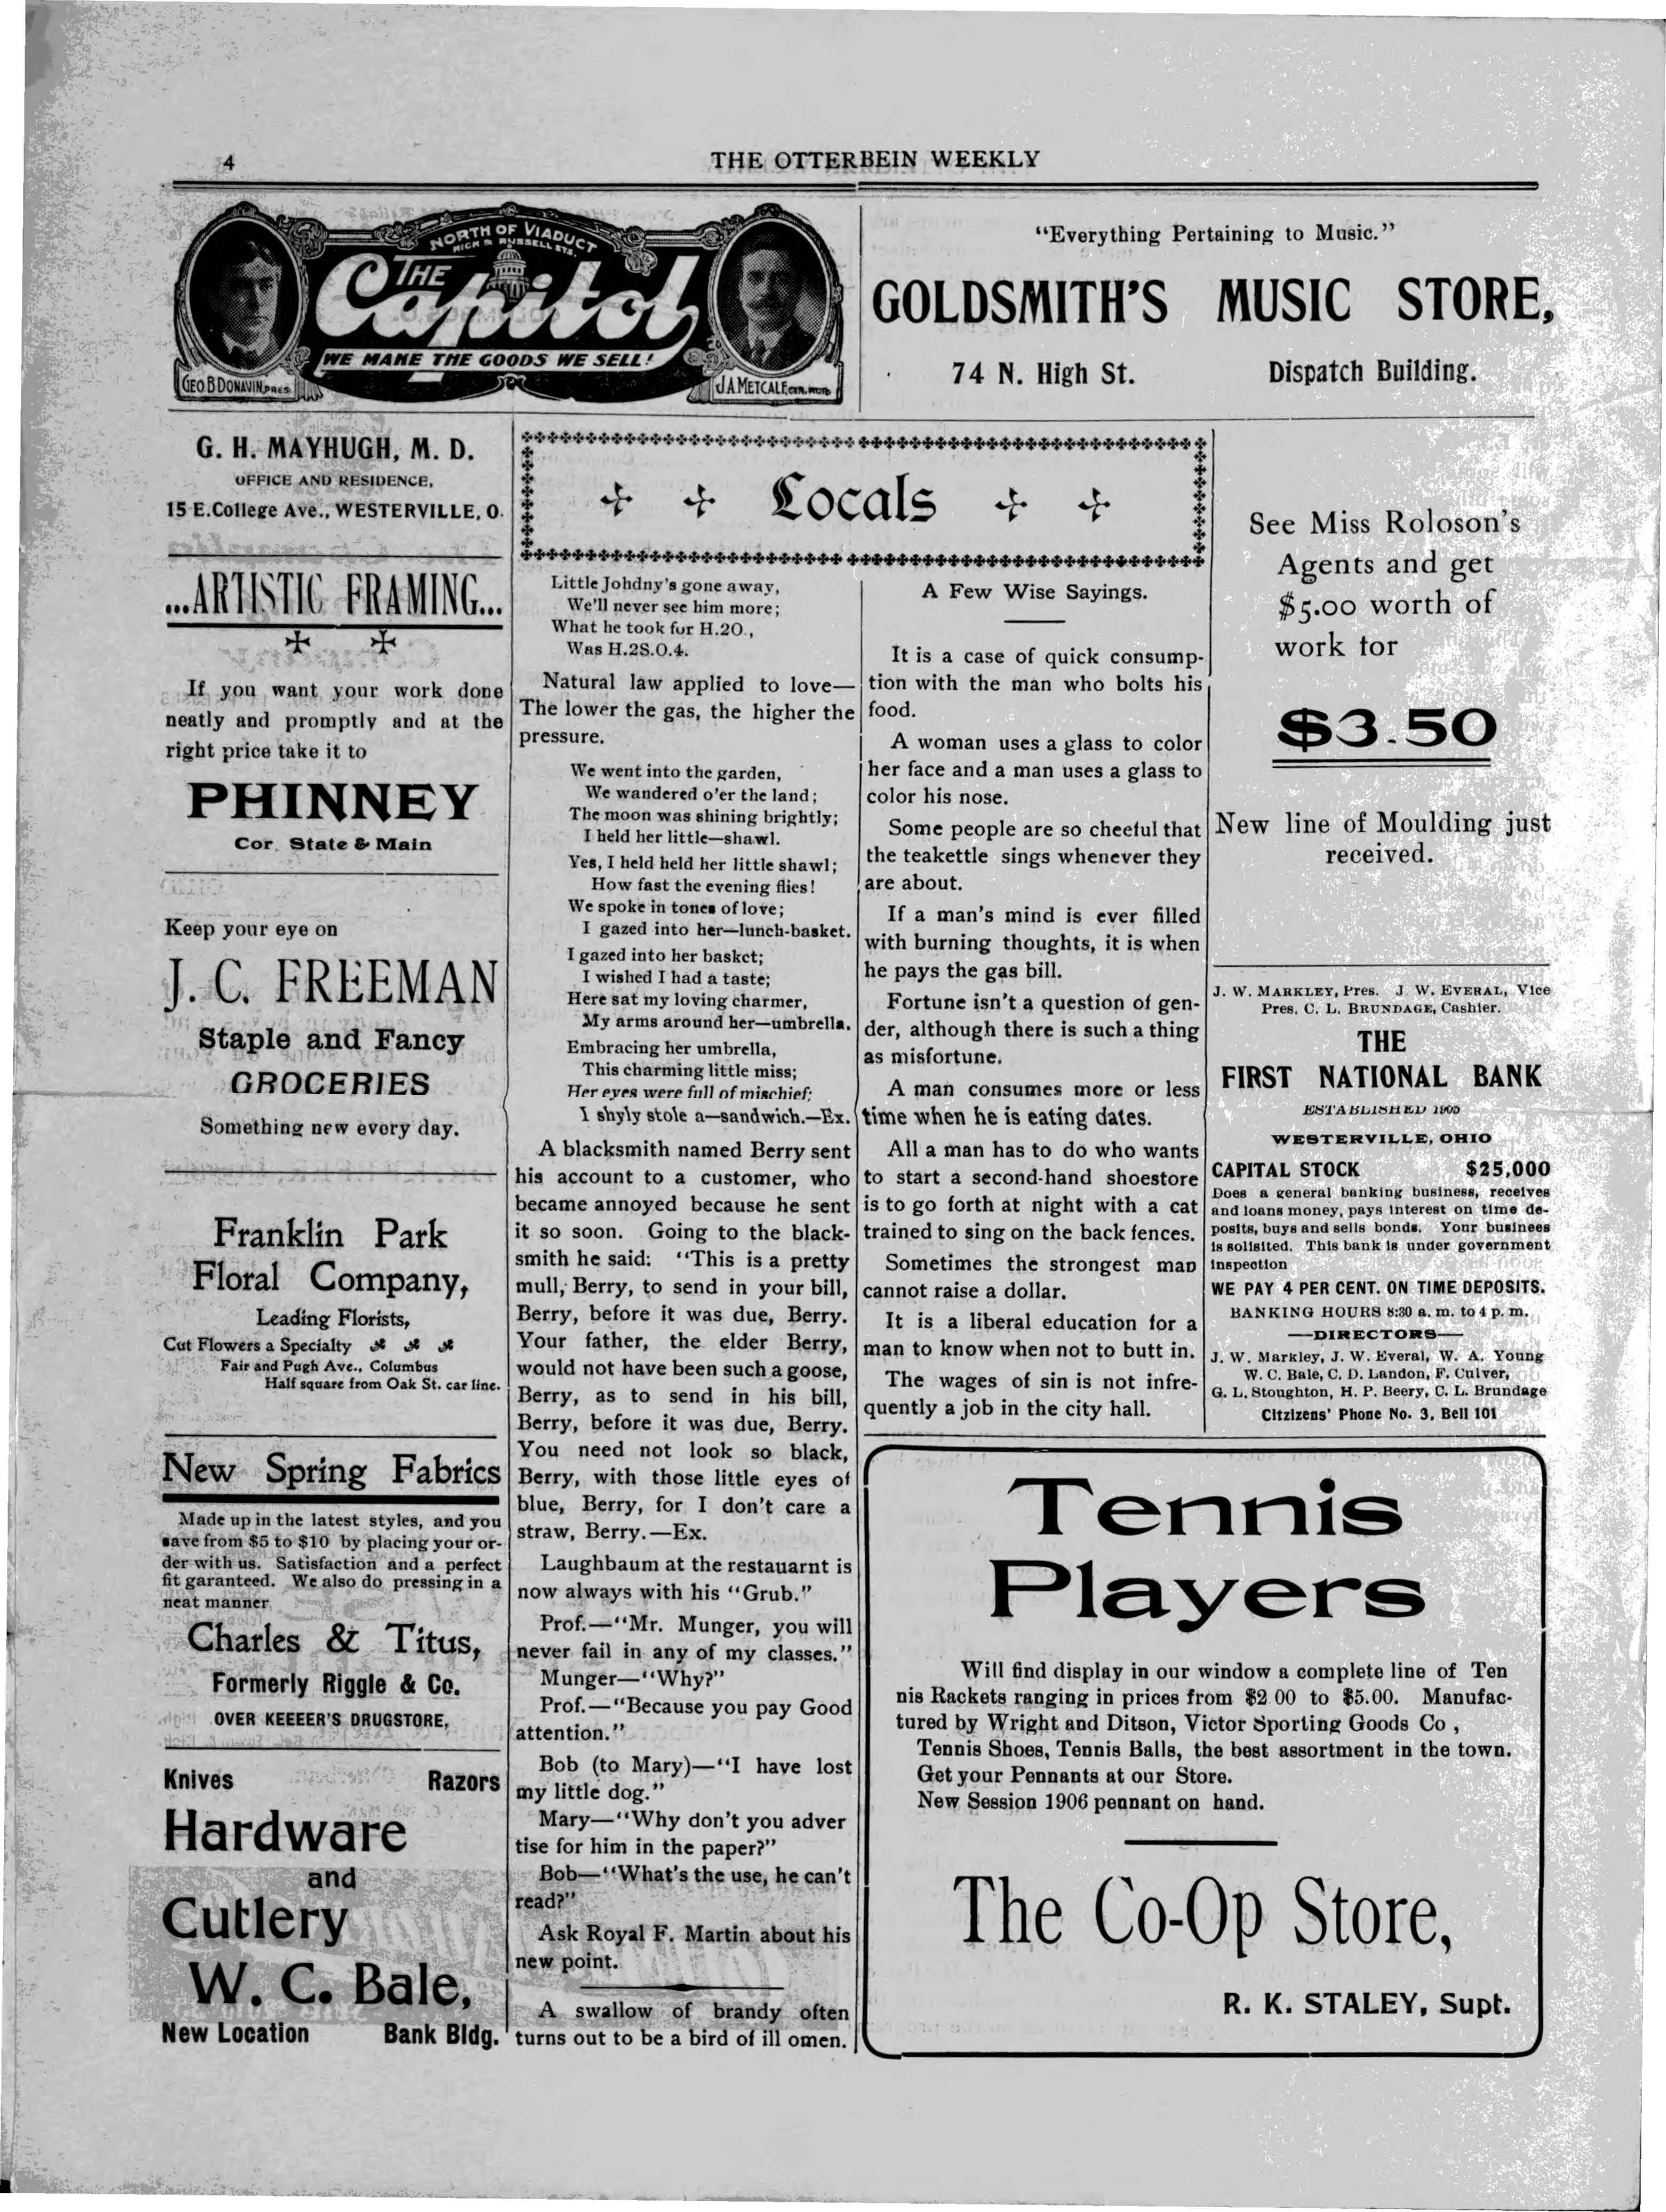 4
THE OTTERBEIN WEEKLY
NORTH OF VIADUCT
HIGH & RUSSELL STS.
THE
Capitol
WE MAKE THE GOODS WE SELL!
GEO B DONAVIN, PRES.
J.A. METCALF, GEN. MGR.
"Everything Pertaining to Music."
GOLDSMITH'S MUSIC STORE,
74 N. High St. Dispatch Building.
G. H. MAYHUGH, M. D.
OFFICE AND RESIDENCE,
15 E. College Ave., WESTERVILLE, O.
...ARTISTIC FRAMING...
If you want your work done
neatly and promptly and at the
right price take it to
PHINNEY
Cor. State & Main
Keep your eye on
J. C. FREEMAN
Staple and Fancy
GROCERIES
Something new every day.
Franklin Park
Floral Company,
Leading Florists,
Cut Flowers a Specialty
Fair and Pugh Ave., Columbus
Half square from Oak St. car line.
New Spring Fabrics
Made up in the latest styles, and you
save from $5 to $10 by placing your or-
der with us. Satisfaction and a perfect
fit garanteed. We also do pressing in a
neat manner
Charles & Titus,
Formerly Riggle & Co.
OVER KEEEER'S DRUGSTORE,
Knives Razors
Hardware
and
Cutlery
W. C. Bale,
New Location Bank Bldg.
Locals
Little Johdny's gone away,
We'll never see him more;
What he took fur H.2O.,
Was H.2S.O.4.
Natural law applied to love—
The lower the gas, the higher the
pressure.
We went into the garden,
We wandered o'er the land;
The moon was shining brightly;
I held her little—shawl.
Yes, I held held her little shawl;
How fast the evening flies!
We spoke in tones of love;
I gazed into her—lunch-basket.
I gazed into her basket;
I wished I had a taste;
Here sat my loving charmer,
My arms around her—umbrella.
Embracing her umbrella,
This charming little miss;
Her eyes were full of mischief;
I shyly stole a—sandwich.—Ex.
A blacksmith named Berry sent
his account to a customer, who
became annoyed because he sent
it so soon. Going to the black-
smith he said: "This is a pretty
mull, Berry, to send in your bill,
Berry, before it was due, Berry.
Your father, the elder Berry,
would not have been such a goose,
Berry, as to send in his bill,
Berry, before it was due, Berry.
You need not look so black,
Berry, with those little eyes of
blue, Berry, for I don't care a
straw, Berry.—Ex.
Laughbaum at the restauarnt is
now always with his "Grub."
Prof.—"Mr. Munger, you will
never fail in any of my classes."
Munger—"Why?"
Prof.—"Because you pay Good
attention."
Bob (to Mary)—"I have lost
my little dog."
Mary—"Why don't you adver
tise for him in the paper?"
Bob—"What's the use, he can't
read?"
Ask Royal F. Martin about his
new point.
A swallow of brandy often
turns out to be a bird of ill omen.
A Few Wise Sayings.
It is a case of quick consump-
tion with the man who bolts his
food.
A woman uses a glass to color
her face and a man uses a glass to
color his nose.
Some people are so cheeful that
the teakettle sings whenever they
are about.
If a man's mind is ever filled
with burning thoughts, it is when
he pays the gas bill.
Fortune isn't a question of gen-
der, although there is such a thing
as misfortune.
A man consumes more or less
time when he is eating dates.
All a man has to do who wants
to start a second-hand shoestore
is to go forth at night with a cat
trained to sing on the back fences.
Sometimes the strongest man
cannot raise a dollar.
It is a liberal education for a
man to know when not to butt in.
The wages of sin is not infre-
quently a job in the city hall.
See Miss Roloson's
Agents and get
$5.00 worth of
work for
$3.50
New line of Moulding just
received.
J. W. MARKLEY, Pres. J W. EVERAL, Vice
Pres. C. L. BRUNDAGE, Cashier.
THE
FIRST NATIONAL BANK
ESTABLISHED 1905
WESTERVILLE, OHIO
CAPITAL STOCK $25,000
Does a general banking business, receives
and loans money, pays interest on time de-
posits, buys and sells bonds. Your businees
is solisited. This bank is under government
inspection
WE PAY 4 PER CENT. ON TIME DEPOSITS.
BANKING HOURS 8:30 a. m. to 4 p. m.
—DIRECTORS—
J. W. Markley, J. W. Everal, W. A. Young
W. C. Bale, C. D. Landon, F. Culver,
G. L. Stoughton, H. P. Beery, C. L. Brundage
Citzizens' Phone No. 3, Bell 101
Tennis
Players
Will find display in our window a complete line of Ten
nis Rackets ranging in prices from $2 00 to $5.00. Manufac-
tured by Wright and Ditson, Victor Sporting Goods Co ,
Tennis Shoes, Tennis Balls, the best assortment in the town.
Get your Pennants at our Store.
New Session 1906 pennant on hand.
The Co-Op Store,
R. K. STALEY, Supt.